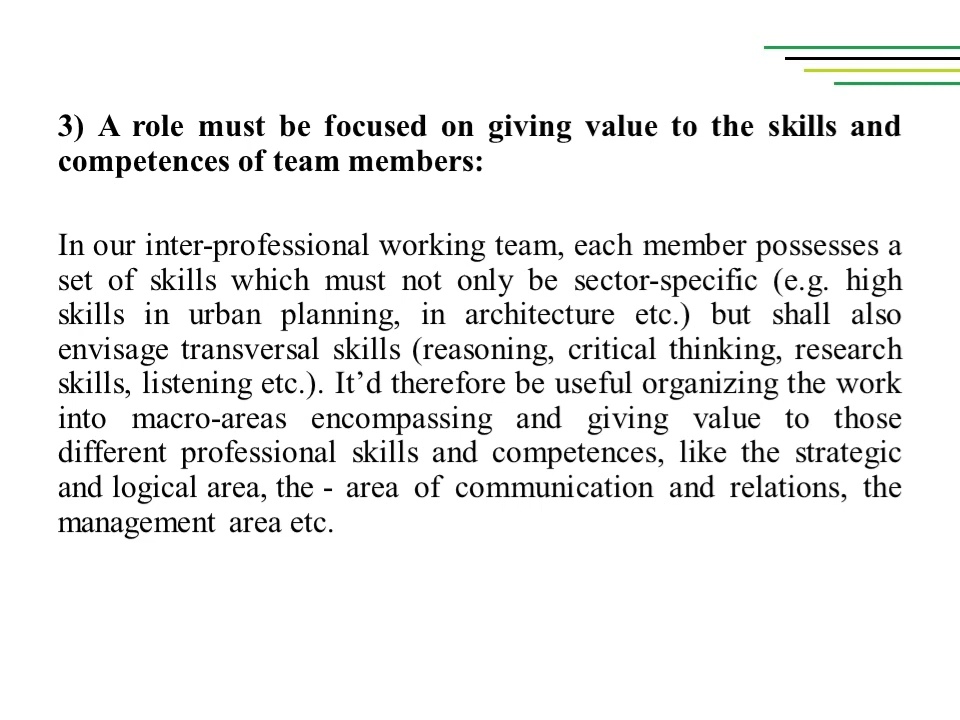 3) A role must be focused on giving value to the skills and
competences of team members:
In our inter-professional working team, each member possesses a
set of skills which must not only be sector-specific (e.g. high
skills in urban planning, in architecture etc.) but shall also
envisage transversal skills (reasoning, critical thinking, research
skills, listening etc.). It’d therefore be useful organizing the work
into macro-areas encompassing and giving value to those
different professional skills and competences, like the strategic
and logical area, the - area of communication and relations, the
management area etc.